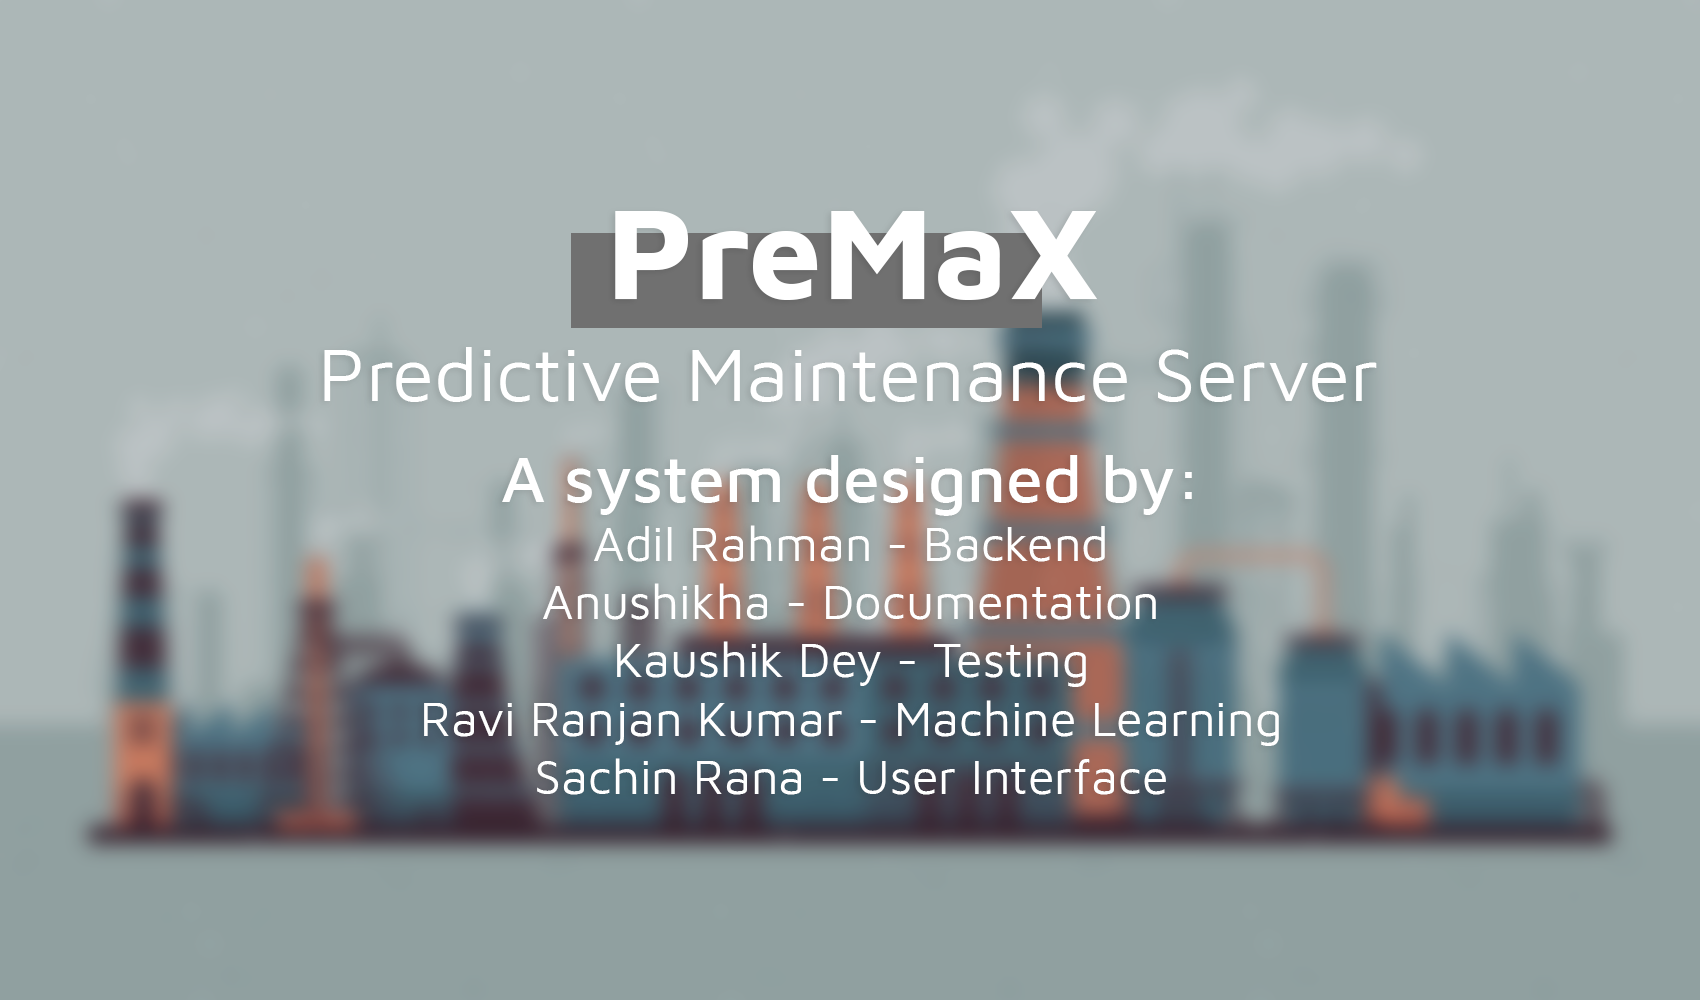 PreMaX
Predictive Maintenance Server
A system designed by:
Adil Rahman - Backend
Anushikha - Documentation
Kaushik Dey - Testing
Ravi Ranjan Kumar - Machine Learning
Sachin Rana - User Interface